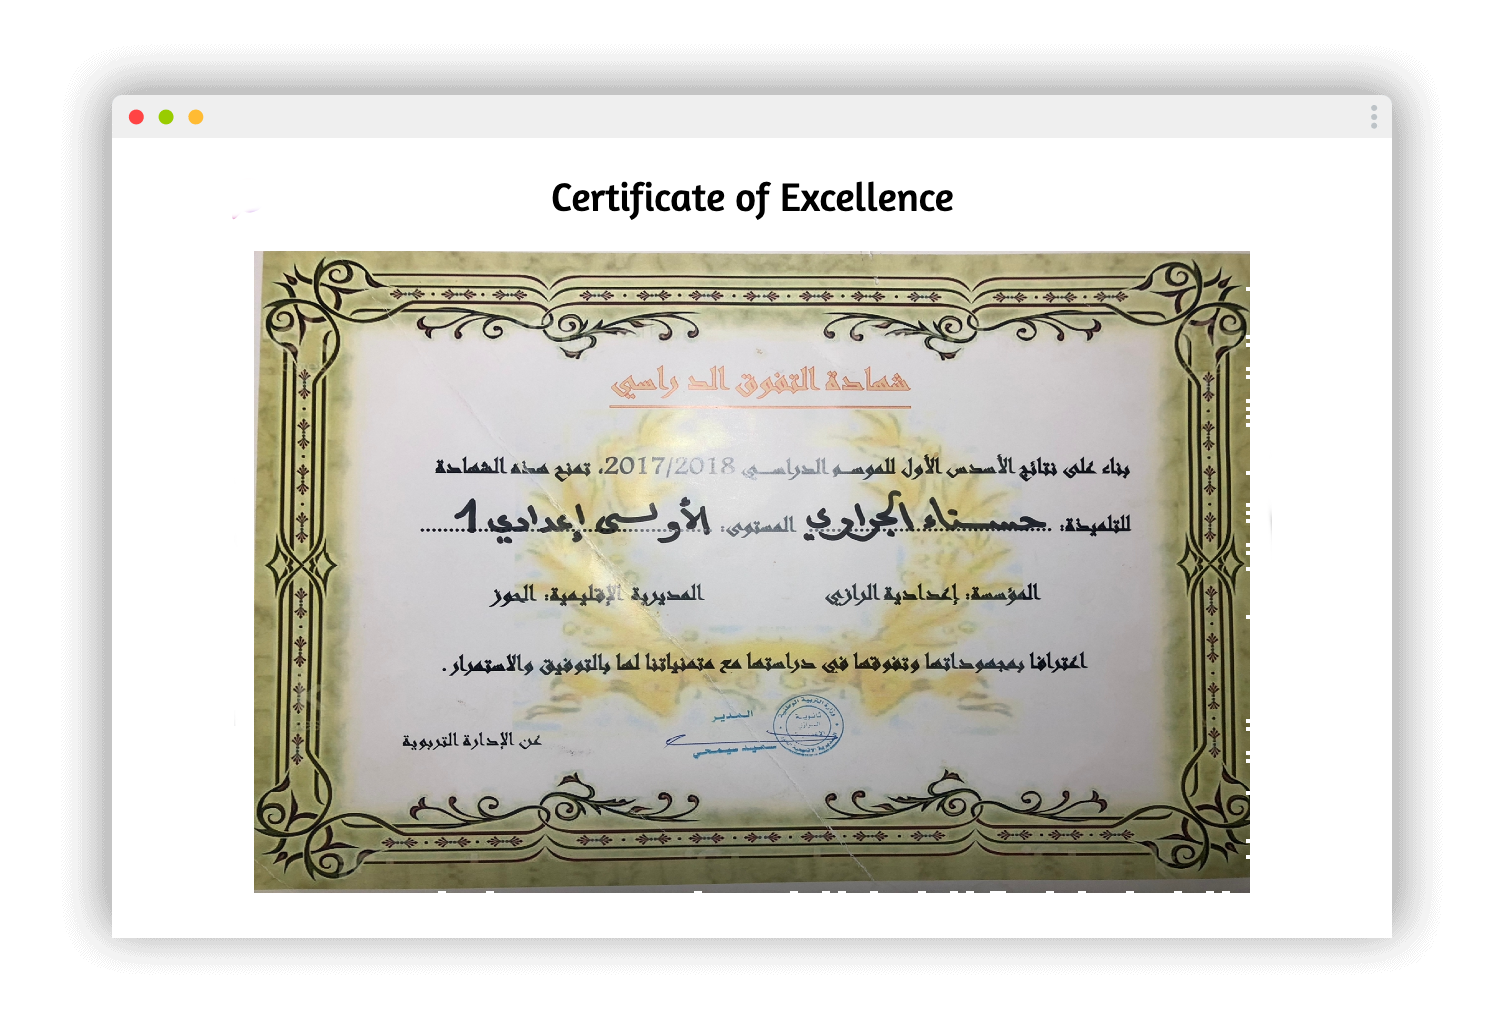 Certificate of Excellence
شهادة التفوق الدراسي
بناء على نتائج الأسدس الأول للموسم الدراسي 2017/2018، تمنح هذه الشهادة
للتلميذة: حسناء الجراري المستوى: الأولى إعدادي 1
المؤسسة: إعدادية الرازي المديرية الإقليمية: الحوز
اعترافا بمجهوداتها وتفوقها في دراستها مع متمنياتنا لها بالتوفيق والاستمرار.
المدير
سعيد سيمحي
عن الإدارة التربوية